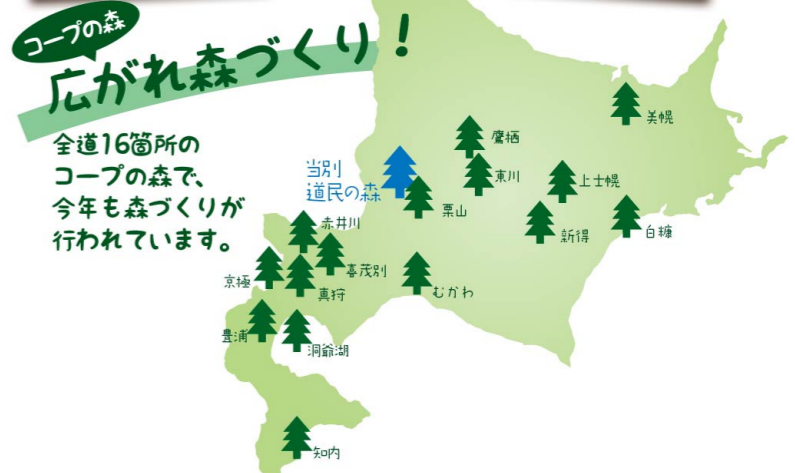 コープの森
広がれ森づくり!
全道16箇所の
コープの森で、
今年も森づくりが
行われています。
美幌
鷹栖
当別
道民の森
東川
上士幌
栗山
新得
白糠
赤井川
喜茂別
京極
真狩
むかわ
豊浦
洞爺湖
知内